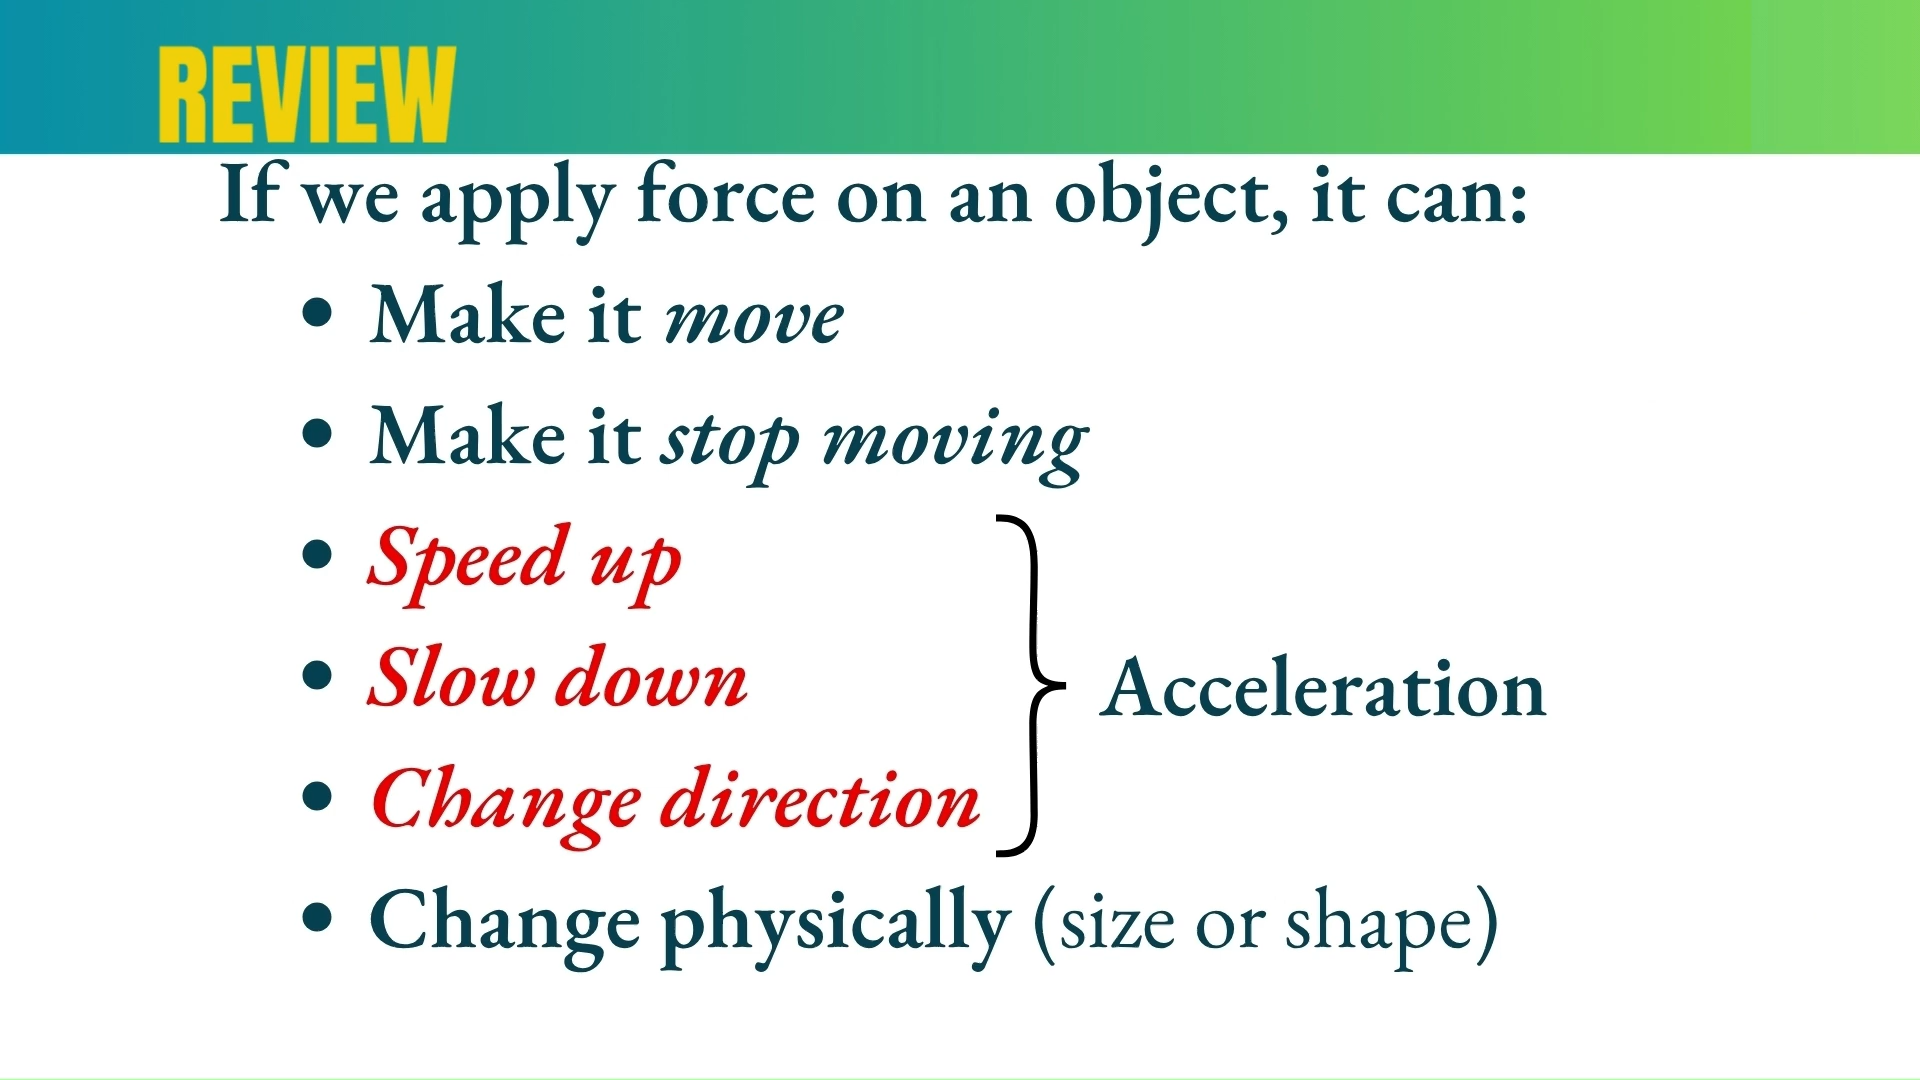 REVIEW
If we apply force on an object, it can:
• Make it move
• Make it stop moving
• Speed up
• Slow down
Acceleration
• Change direction
• Change physically (size or shape)